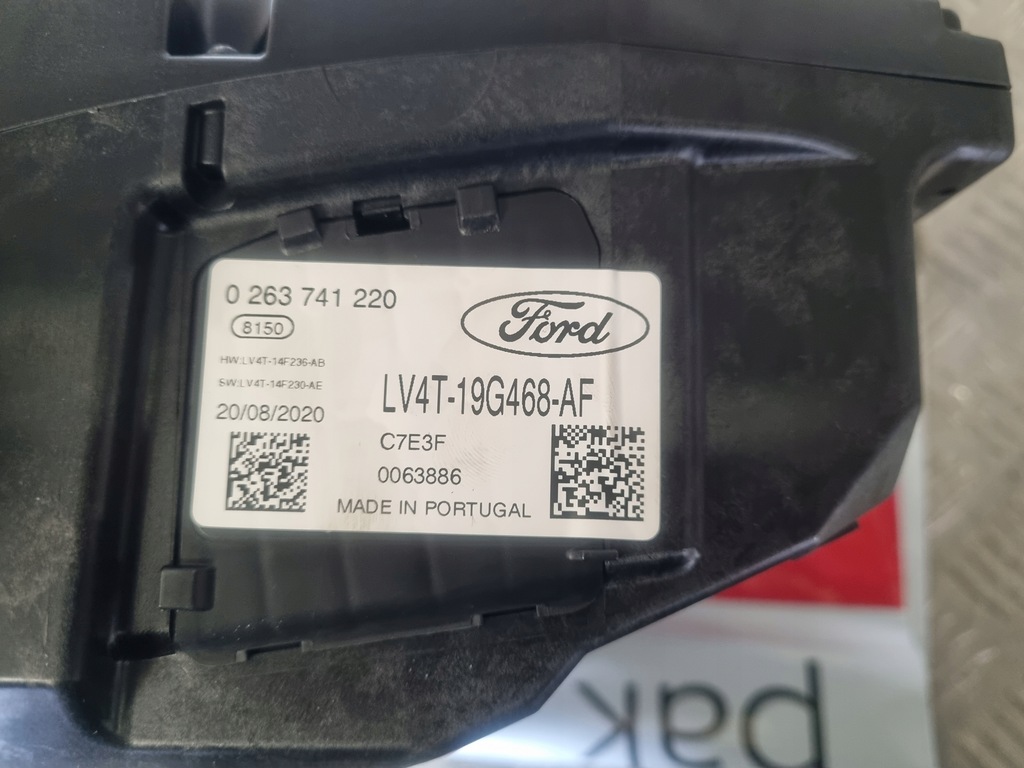 0 263 741 220
8150
HW:LV4T-14F236-AB
SW:LV4T-14F230-AE
20/08/2020
Ford
LV4T-19G468-AF
C7E3F
0063886
MADE IN PORTUGAL
pak